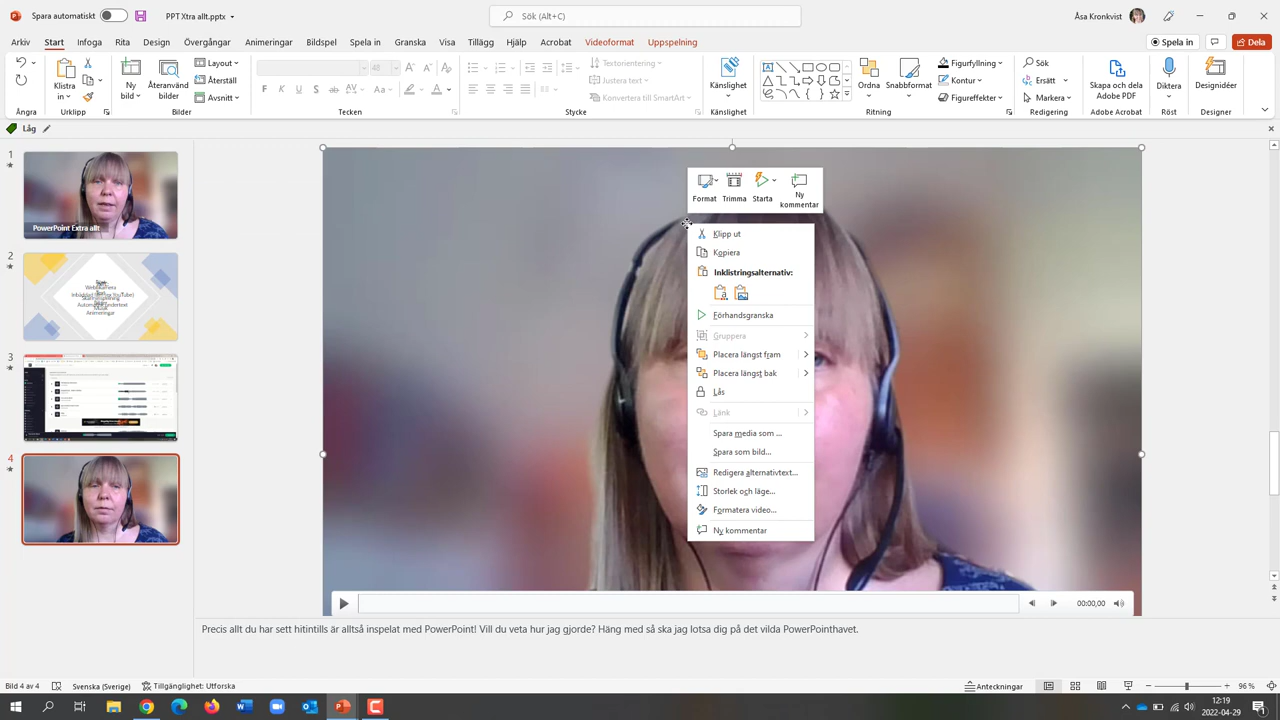 Spara automatiskt
PPT Xtra allt.pptx
Sök (Alt+C)
Åsa Kronkvist
Arkiv Start Infoga Rita Design Övergångar Animeringar Bildspel Spela in Granska Visa Tillägg Hjälp Acrobat Videoformat Uppspelning
Spela in Dela
Ångra
Klistra in
Urklipp
Ny bild
Återanvänd bilder
Layout
Återställ
Avsnitt
Bilder
Tecken
Textorientering
Justera text
Konvertera till SmartArt
Stycke
Känslighet
Känslighet
Ordna
Snabbformat
Figurfyllning
Kontur
Figureffekter
Ritning
Sök
Ersätt
Markera
Redigering
Skapa och dela Adobe PDF
Adobe Acrobat
Diktera
Röst
Designidéer
Designer
Låg
1
PowerPoint Extra allt
2
3
4
Format Trimma Starta Ny kommentar
Klipp ut
Kopiera
Inklistringsalternativ:
Förhandsgranska
Gruppera
Placera längst fram
Placera längst bak
Lås
Länk
Spara media som ...
Spara som bild...
Redigera alternativtext...
Storlek och läge...
Formatera video...
Ny kommentar
00:00,00
Precis allt du har sett hitintills är alltså inspelat med PowerPoint! Vill du veta hur jag gjorde? Häng med så ska jag lotsa dig på det vilda PowerPointhavet.
Bild 4 av 4 Svenska (Sverige) Tillgänglighet: Utforska Anteckningar 96 %
12:19
2022-04-29